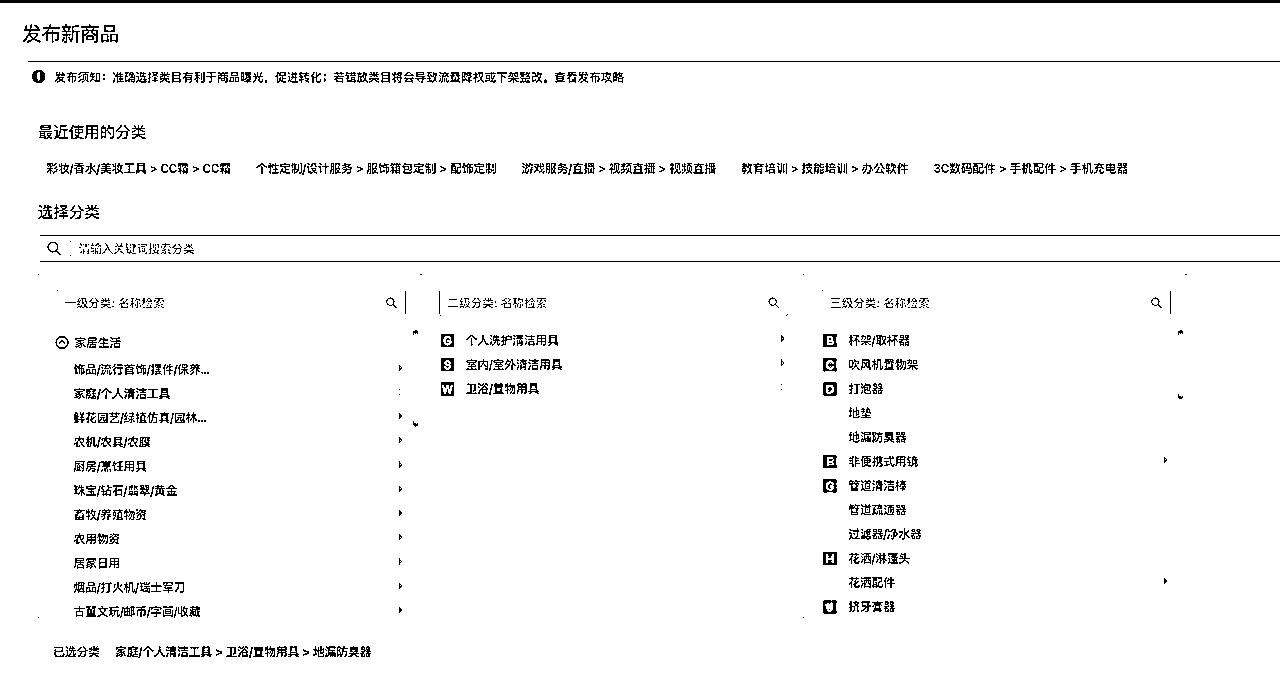 发布新商品
发布须知：准确选择类目有利于商品曝光，促进转化；若错放类目将会导致流量降权或下架整改。查看发布攻略
最近使用的分类
彩妆/香水/美妆工具 > CC霜 > CC霜 个性定制/设计服务 > 服饰箱包定制 > 配饰定制 游戏服务/直播 > 视频直播 > 视频直播 教育培训 > 技能培训 > 办公软件 3C数码配件 > 手机配件 > 手机充电器
选择分类
请输入关键词搜索分类
一级分类: 名称检索
家居生活
饰品/流行首饰/摆件/保养...
家庭/个人清洁工具
鲜花园艺/绿植仿真/园林...
农机/农具/农膜
厨房/烹饪用具
珠宝/钻石/翡翠/黄金
畜牧/养殖物资
农用物资
居家日用
烟品/打火机/瑞士军刀
古董文玩/邮币/字画/收藏
二级分类: 名称检索
G 个人洗护清洁用具
S 室内/室外清洁用具
W 卫浴/置物用具
三级分类: 名称检索
B 杯架/取杯器
C 吹风机置物架
D 打泡器
地垫
地漏防臭器
非便携式用镜
G 管道清洁棒
管道疏通器
过滤器/净水器
H 花洒/淋蓬头
花洒配件
挤牙膏器
已选分类 家庭/个人清洁工具 > 卫浴/置物用具 > 地漏防臭器